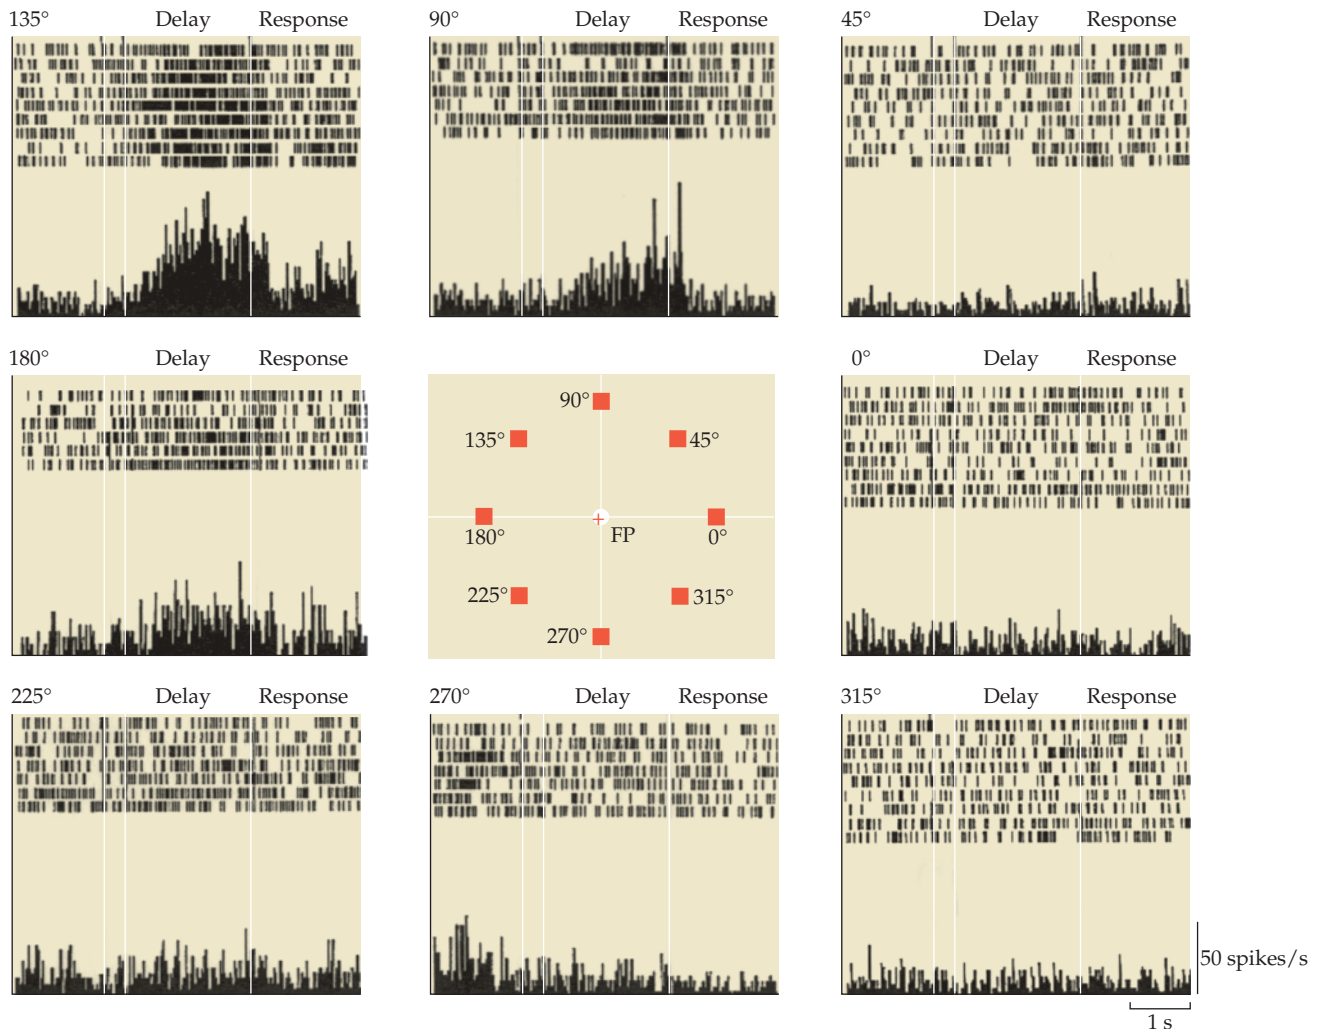 135° Delay Response
90° Delay Response
45° Delay Response
180° Delay Response
0° Delay Response
90°
135° 45°
180° FP 0°
225° 315°
270°
225° Delay Response
270° Delay Response
315° Delay Response
50 spikes/s
1 s